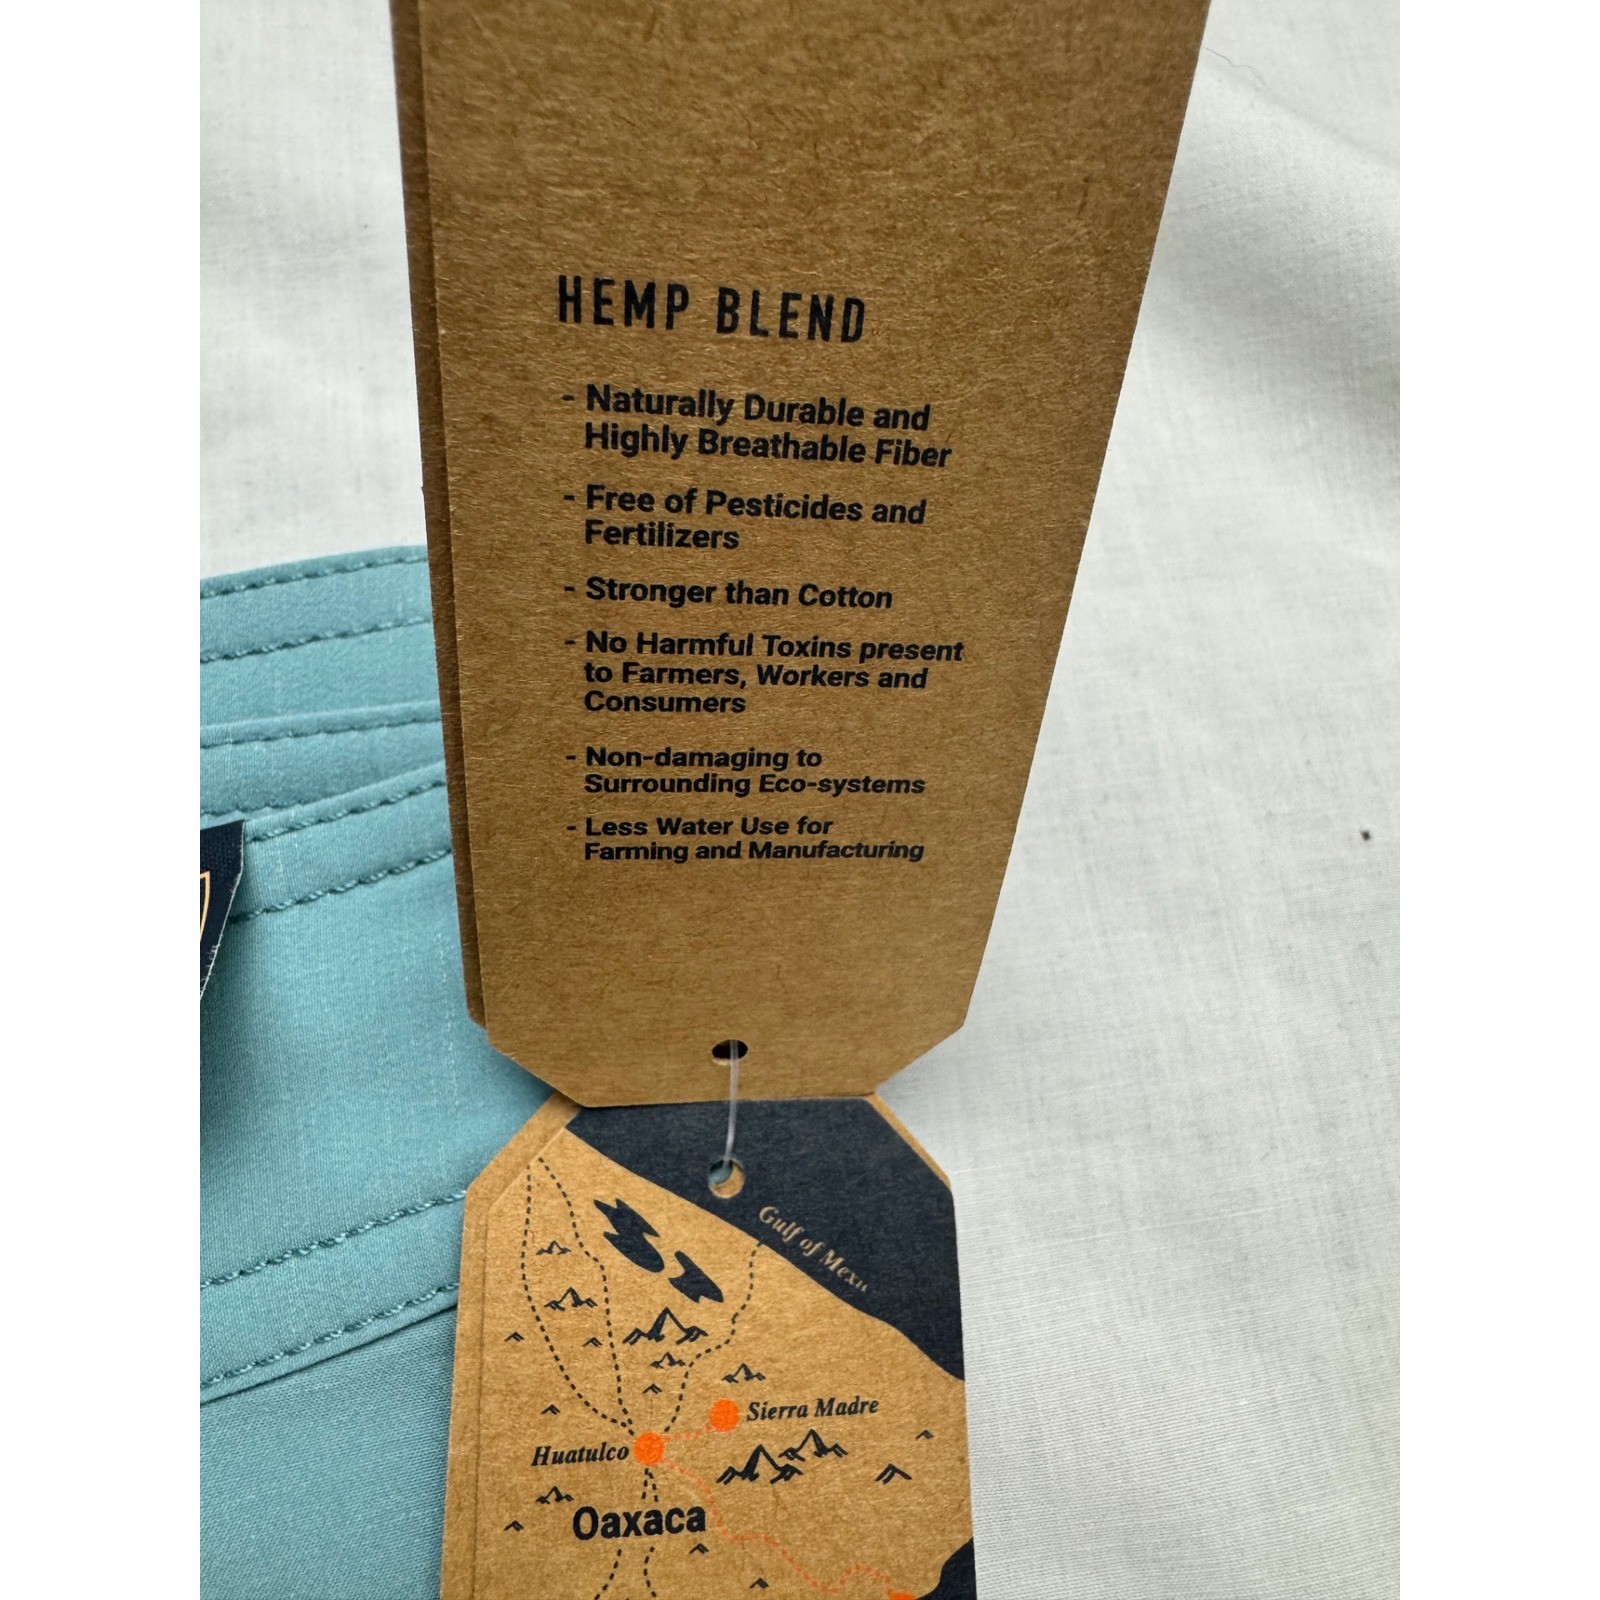 HEMP BLEND
- Naturally Durable and
Highly Breathable Fiber
- Free of Pesticides and
Fertilizers
- Stronger than Cotton
- No Harmful Toxins present
to Farmers, Workers and
Consumers
- Non-damaging to
Surrounding Eco-systems
- Less Water Use for
Farming and Manufacturing
Gulf of
Sierra Madre
Huatulco
Oaxaca